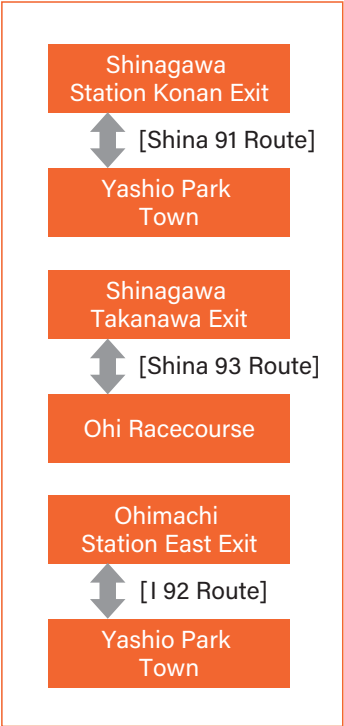 Shinagawa
Station Konan Exit
[Shina 91 Route]
Yashio Park
Town
Shinagawa
Takanawa Exit
[Shina 93 Route]
Ohi Racecourse
Ohimachi
Station East Exit
[I 92 Route]
Yashio Park
Town